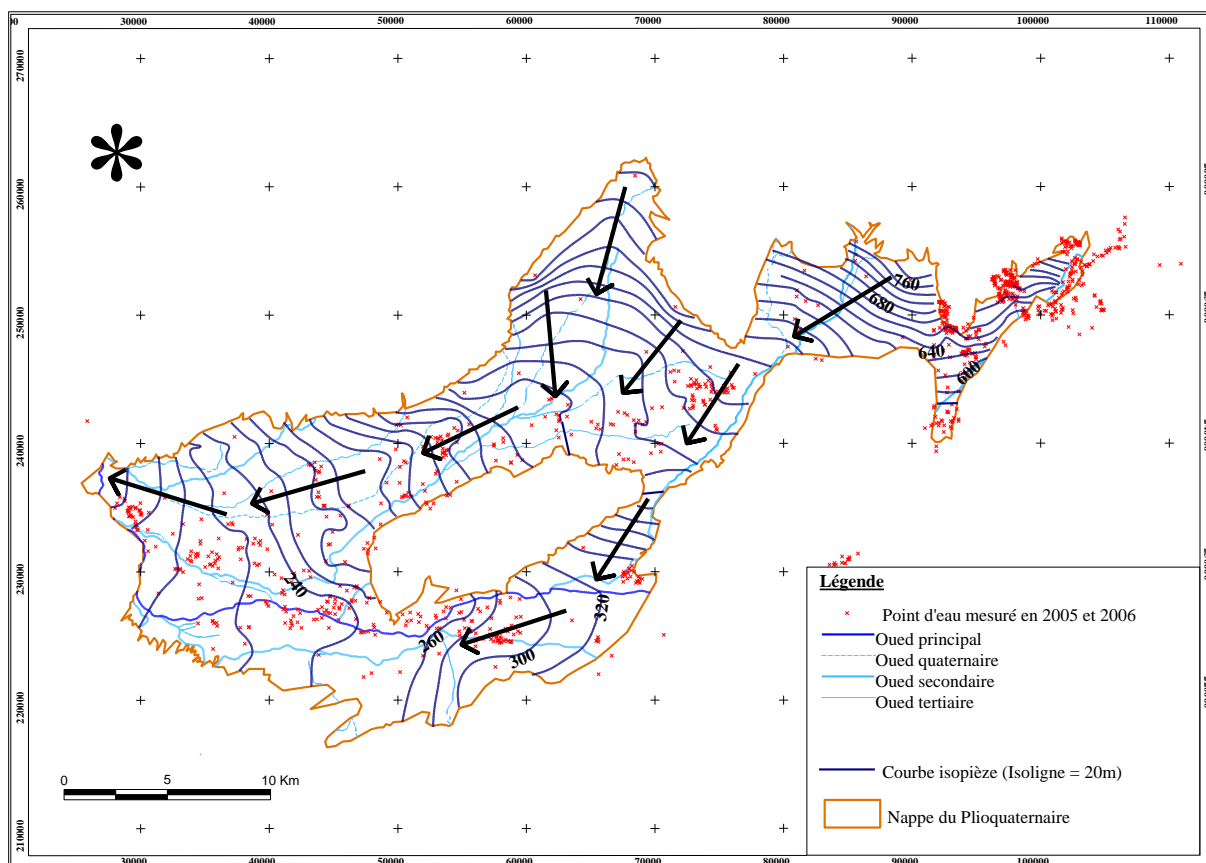 30000 40000 50000 60000 70000 80000 90000 100000 110000
270000
260000
250000
240000
230000
220000
210000
760
680
640
600
240
260
300
320
0 5 10 Km
Légende
Point d'eau mesuré en 2005 et 2006
Oued principal
Oued quaternaire
Oued secondaire
Oued tertiaire
Courbe isopièze (Isoligne = 20m)
Nappe du Plioquaternaire
30000 40000 50000 60000 70000 80000 90000 100000 110000